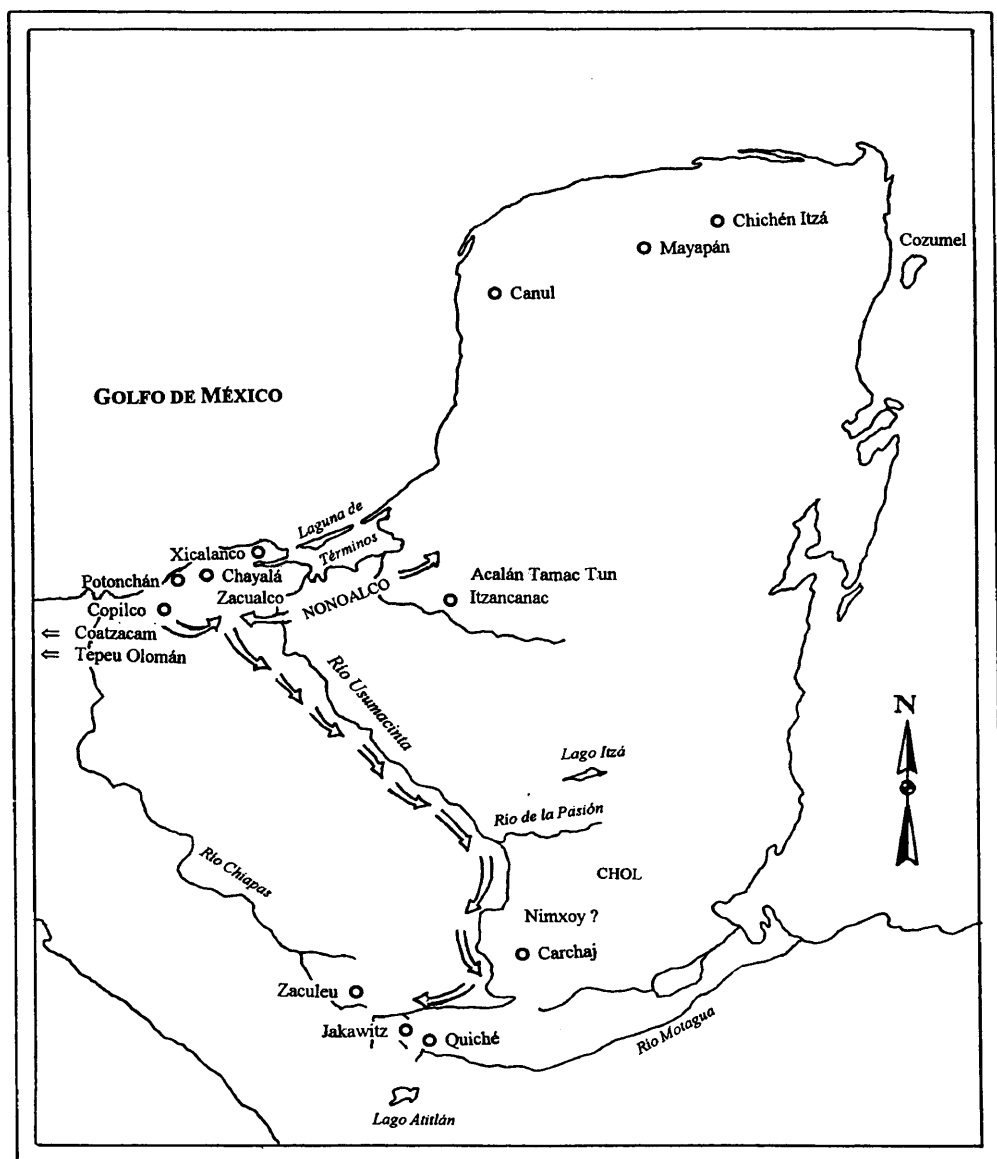 Chichén Itzá
Mayapán
Cozumel
Canul
GOLFO DE MÉXICO
Laguna de
Términos
Xicalanco
Potonchán
Chayalá
Zacualco
NONOALCO
Acalán Tamac Tun
Itzancanac
Copilco
⇐ Coatzacam
⇐ Tepeu Olomán
Río Usumacinta
N
Lago Itzá
Río de la Pasión
Río Chiapas
CHOL
Nimxoy ?
Carchaj
Zaculeu
Jakawitz
Quiché
Río Motagua
Lago Atitlán